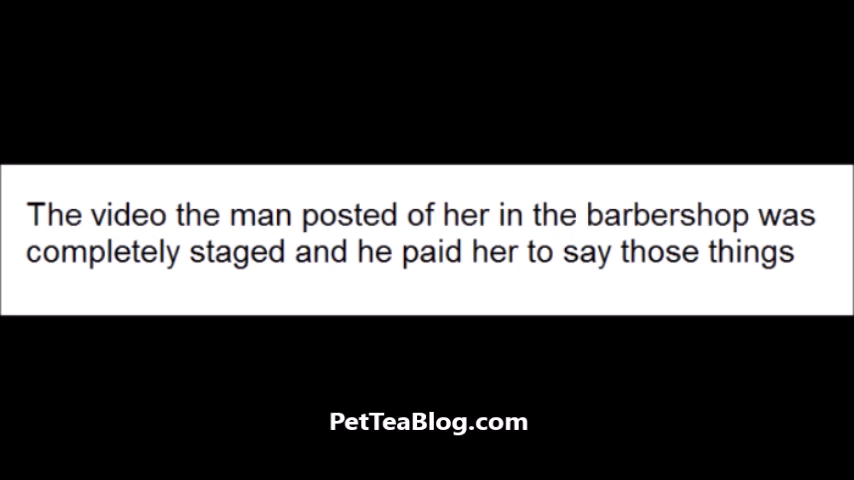 The video the man posted of her in the barbershop was
completely staged and he paid her to say those things
PetTeaBlog.com